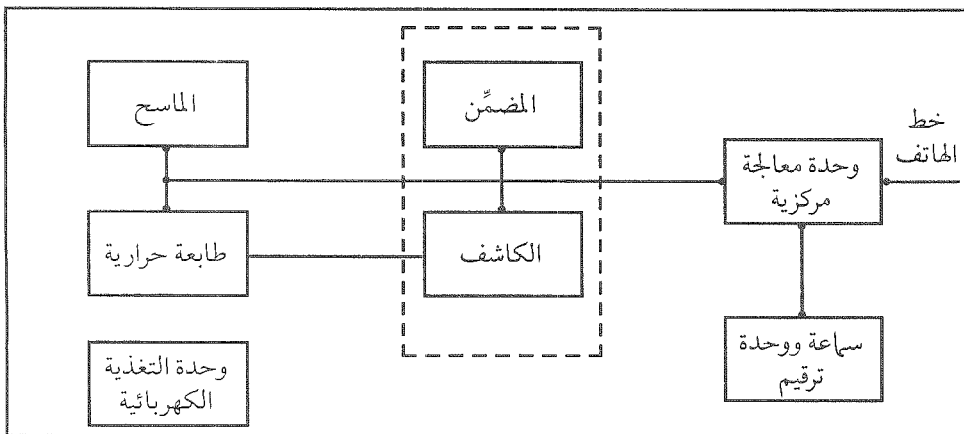 الماسح
المضمِّن
خط
الهاتف
وحدة معالجة
مركزية
طابعة حرارية
الكاشف
سماعة ووحدة
ترقيم
وحدة التغذية
الكهربائية